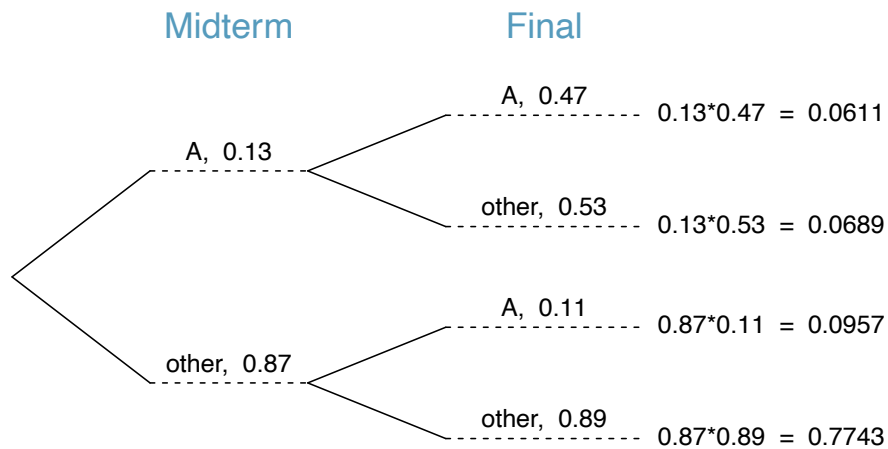 Midterm Final
A, 0.47
0.13*0.47 = 0.0611
A, 0.13
other, 0.53
0.13*0.53 = 0.0689
A, 0.11
0.87*0.11 = 0.0957
other, 0.87
other, 0.89
0.87*0.89 = 0.7743